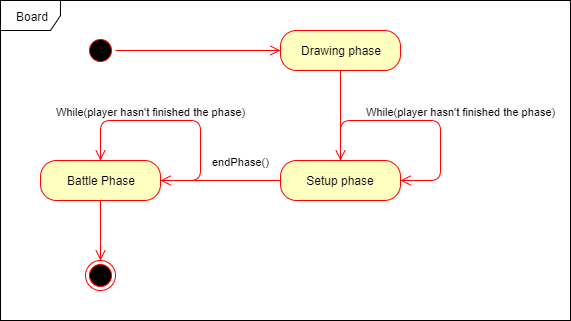 Board
Drawing phase
While(player hasn't finished the phase)
While(player hasn't finished the phase)
endPhase()
Battle Phase
Setup phase